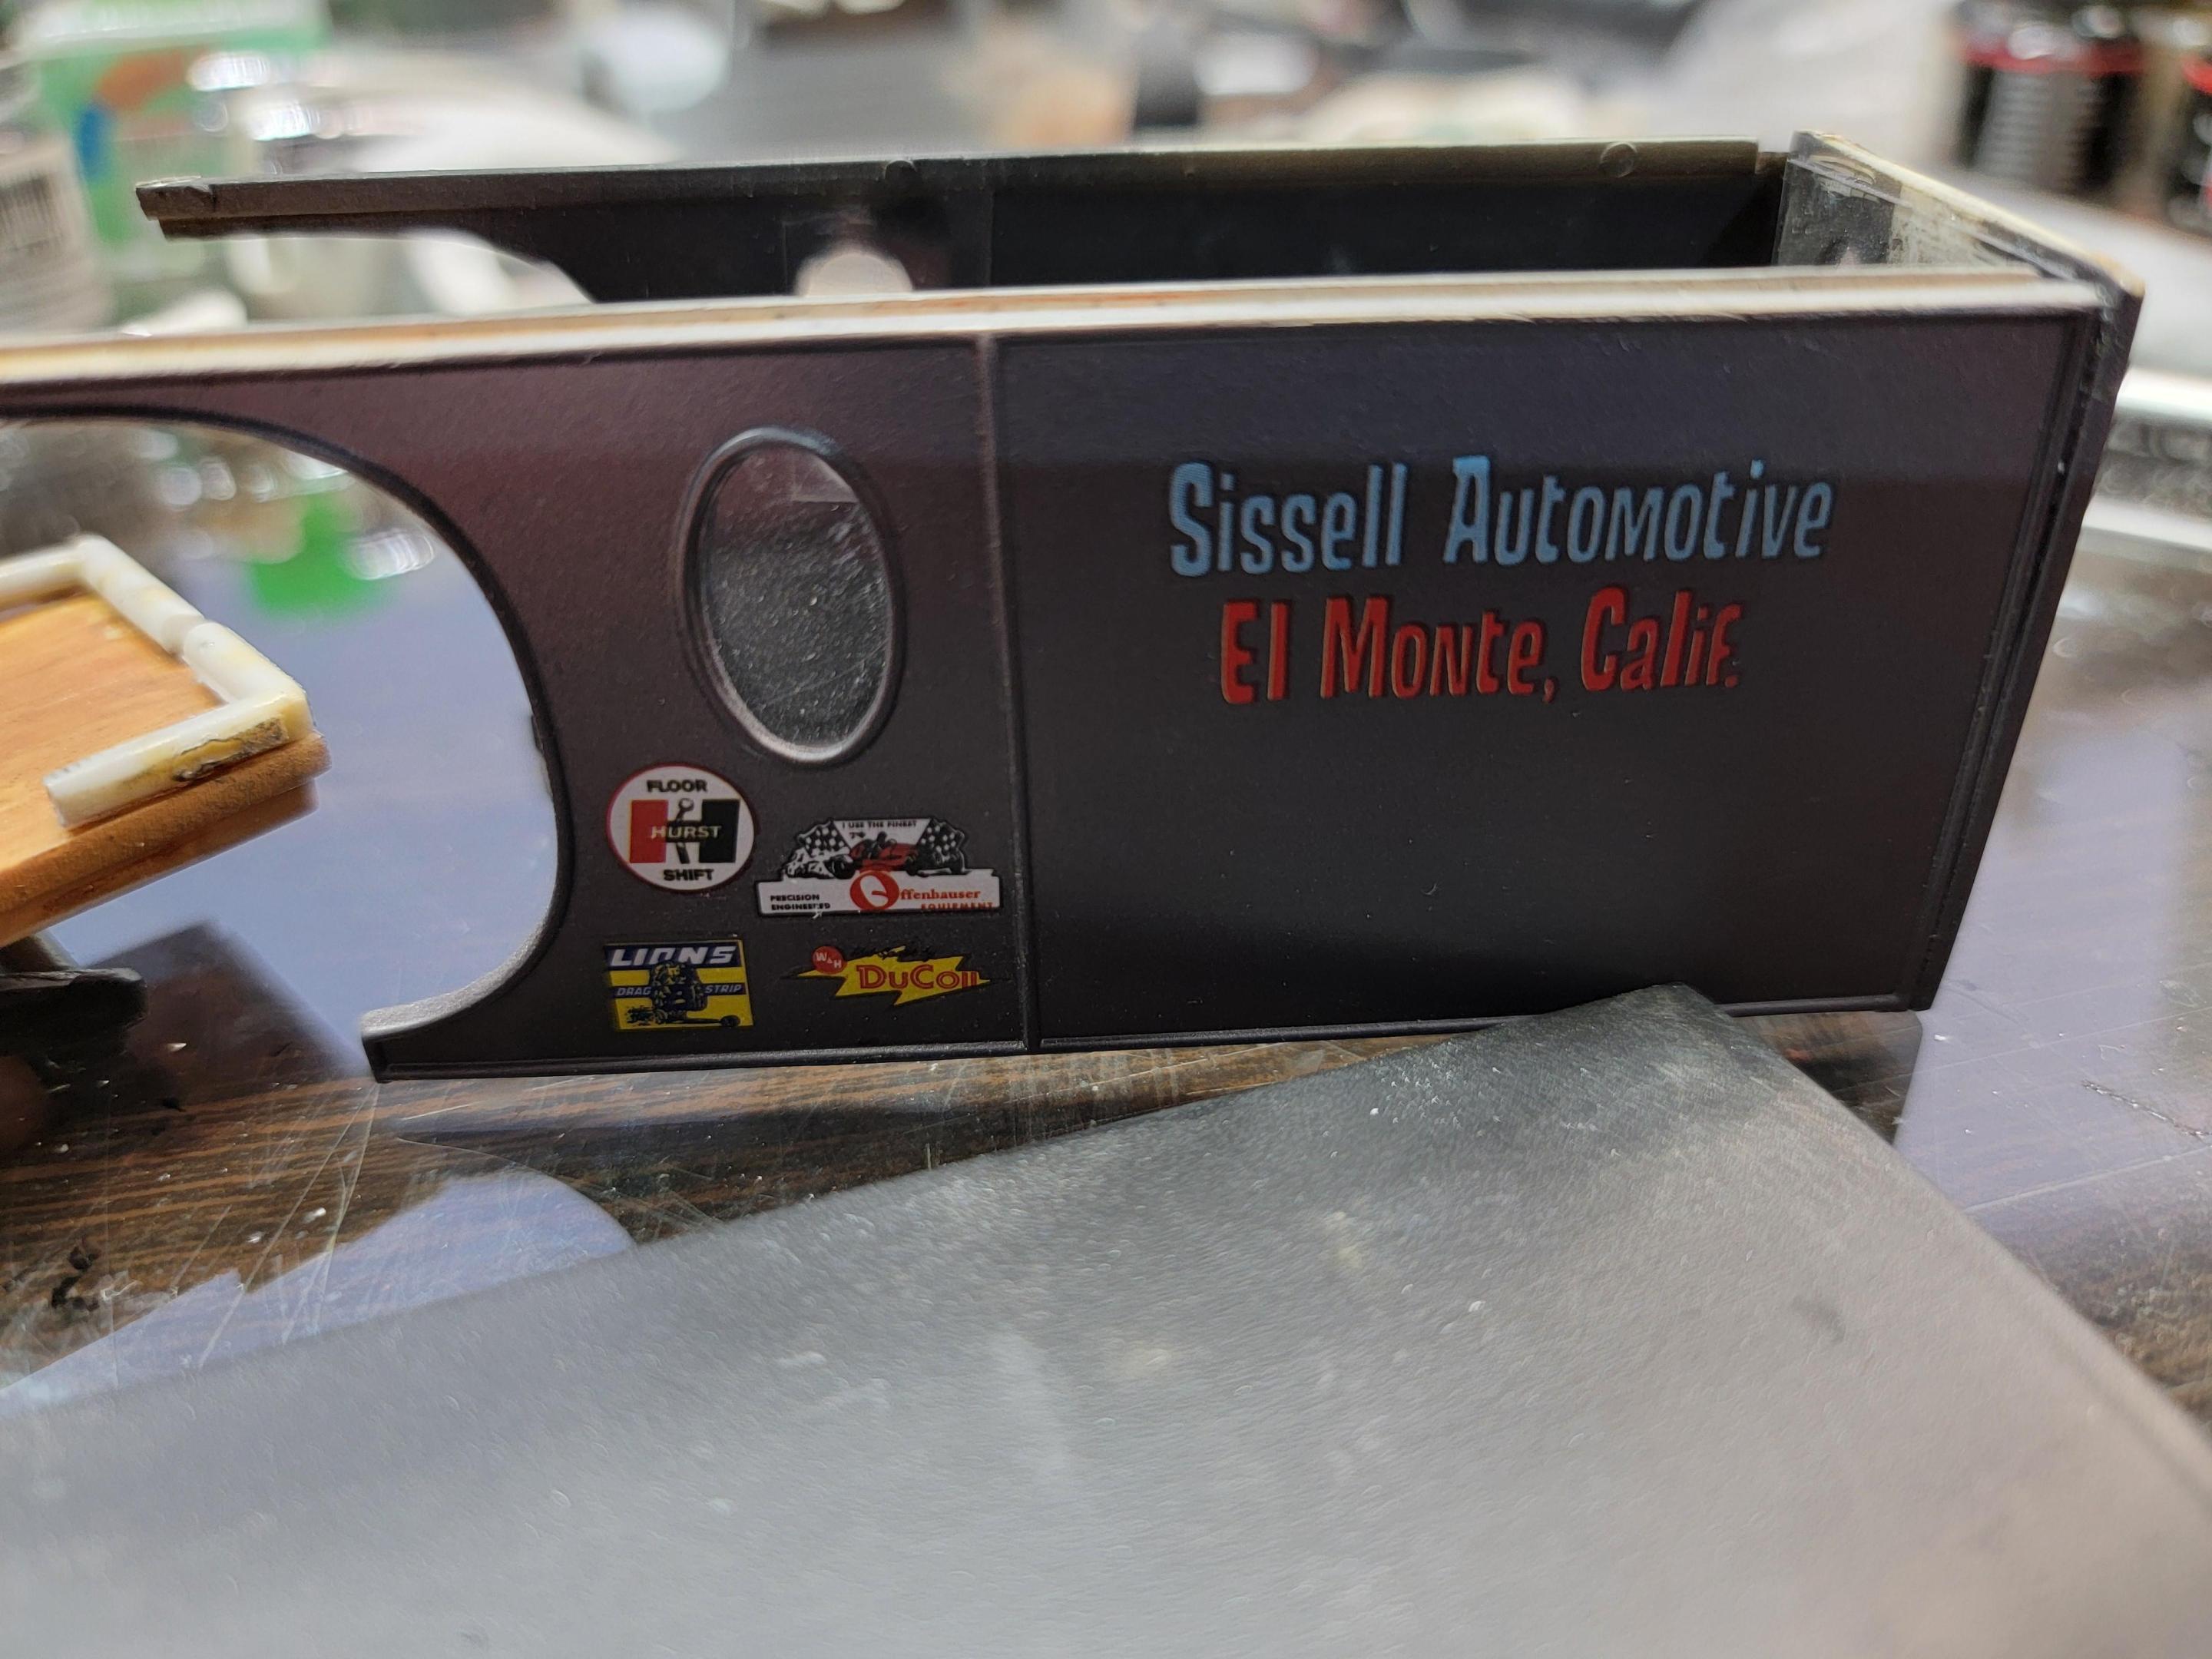 Sissell Automotive
El Monte, Calif.
FLOOR
HURST
SHIFT
I USE THE FINEST
PRECISION
ENGINEERED
Offenhauser
EQUIPMENT
LIONS
DRAG STRIP
W&H
DuCoil